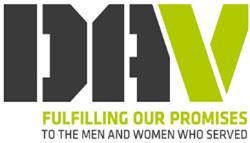 DAV
FULFILLING OUR PROMISES
TO THE MEN AND WOMEN WHO SERVED